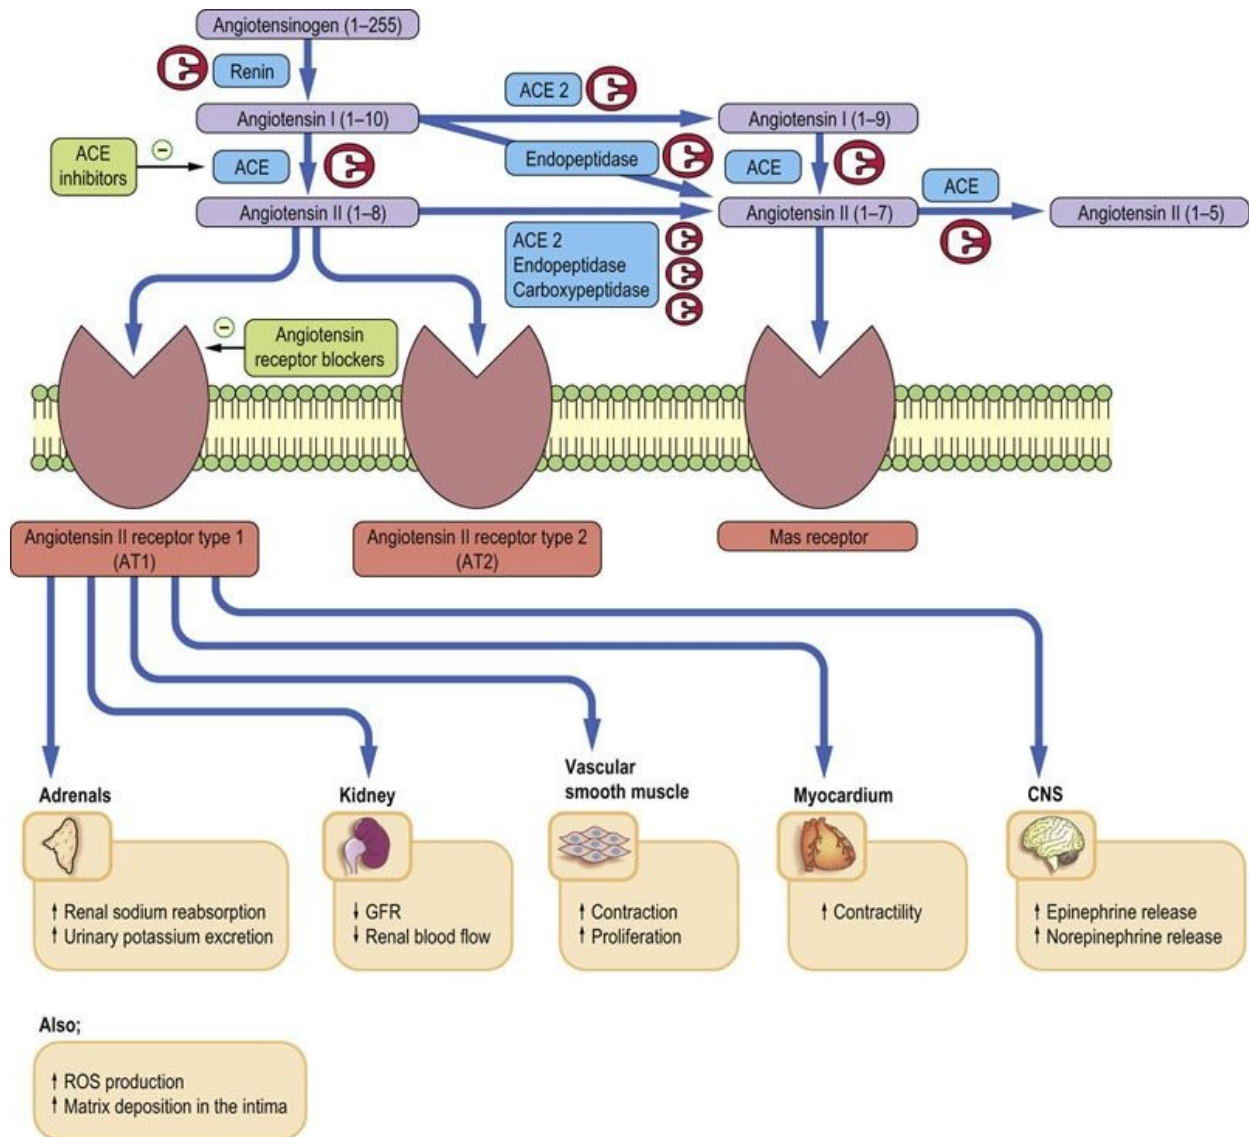 Angiotensinogen (1–255)
Renin
ACE 2
Angiotensin I (1–10)
Angiotensin I (1–9)
ACE
inhibitors
−
ACE
Endopeptidase
ACE
ACE
Angiotensin II (1–8)
Angiotensin II (1–7)
Angiotensin II (1–5)
ACE 2
Endopeptidase
Carboxypeptidase
−
Angiotensin
receptor blockers
Angiotensin II receptor type 1
(AT1)
Angiotensin II receptor type 2
(AT2)
Mas receptor
Adrenals
↑ Renal sodium reabsorption
↑ Urinary potassium excretion
Kidney
↓ GFR
↓ Renal blood flow
Vascular
smooth muscle
↑ Contraction
↑ Proliferation
Myocardium
↑ Contractility
CNS
↑ Epinephrine release
↑ Norepinephrine release
Also;
↑ ROS production
↑ Matrix deposition in the intima